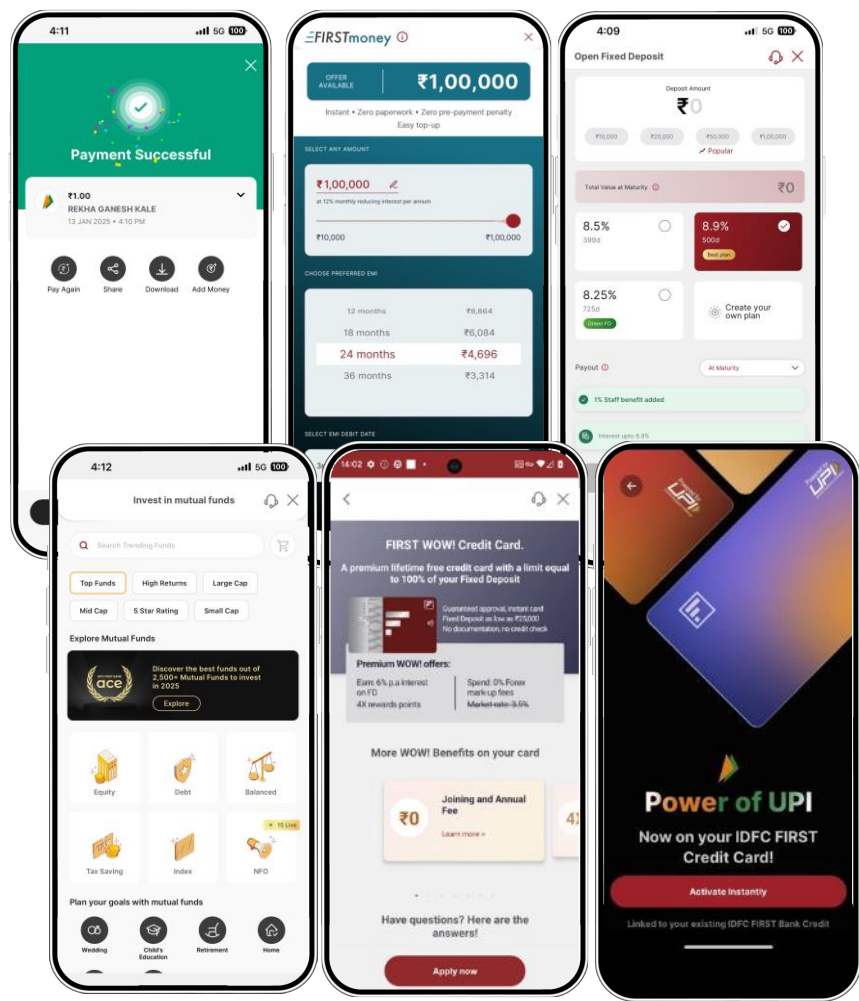 4:11
5G 100
Payment Successful
₹1.00
REKHA GANESH KALE
13 JAN 2025 • 4:10 PM
Pay Again
Share
Download
Add Money
FIRSTmoney
OFFER
AVAILABLE
₹1,00,000
Instant • Zero paperwork • Zero pre-payment penalty
Easy top-up
SELECT ANY AMOUNT
₹1,00,000
at 12% monthly reducing interest per annum
₹10,000
₹1,00,000
CHOOSE PREFERRED EMI
12 months ₹8,864
18 months ₹6,084
24 months ₹4,696
36 months ₹3,314
SELECT EMI DEBIT DATE
4:09
5G 100
Open Fixed Deposit
Deposit Amount
₹0
₹10,000
₹20,000
₹50,000
₹1,00,000
Popular
Total Value at Maturity
₹0
8.5%
399d
8.9%
500d
Best plan
8.25%
725d
Green FD
Create your
own plan
Payout
At Maturity
1% Staff benefit added
Interest upto 8.9%
4:12
5G 100
Invest in mutual funds
Search Trending Funds
Top Funds
High Returns
Large Cap
Mid Cap
5 Star Rating
Small Cap
Explore Mutual Funds
ace
Discover the best funds out of
2,500+ Mutual Funds to invest
in 2025
Explore
Equity
Debt
Balanced
15 Live
Tax Saving
Index
NFO
Plan your goals with mutual funds
Wedding
Child's
Education
Retirement
Home
14:02
FIRST WOW! Credit Card.
A premium lifetime free credit card with a limit equal
to 100% of your Fixed Deposit
Guaranteed approval, instant card
Fixed Deposit as low as ₹25,000
No documentation, no credit check
Premium WOW! offers:
Earn: 6% p.a interest
on FD
4X rewards points
Spend: 0% Forex
mark-up fees
Market rate: 3.5%
More WOW! Benefits on your card
₹0
Joining and Annual
Fee
Learn more »
Have questions? Here are the
answers!
Apply now
Powered by
UPI
Powered by
UPI
Power of UPI
Now on your IDFC FIRST
Credit Card!
Activate Instantly
Linked to your existing IDFC FIRST Bank Credit